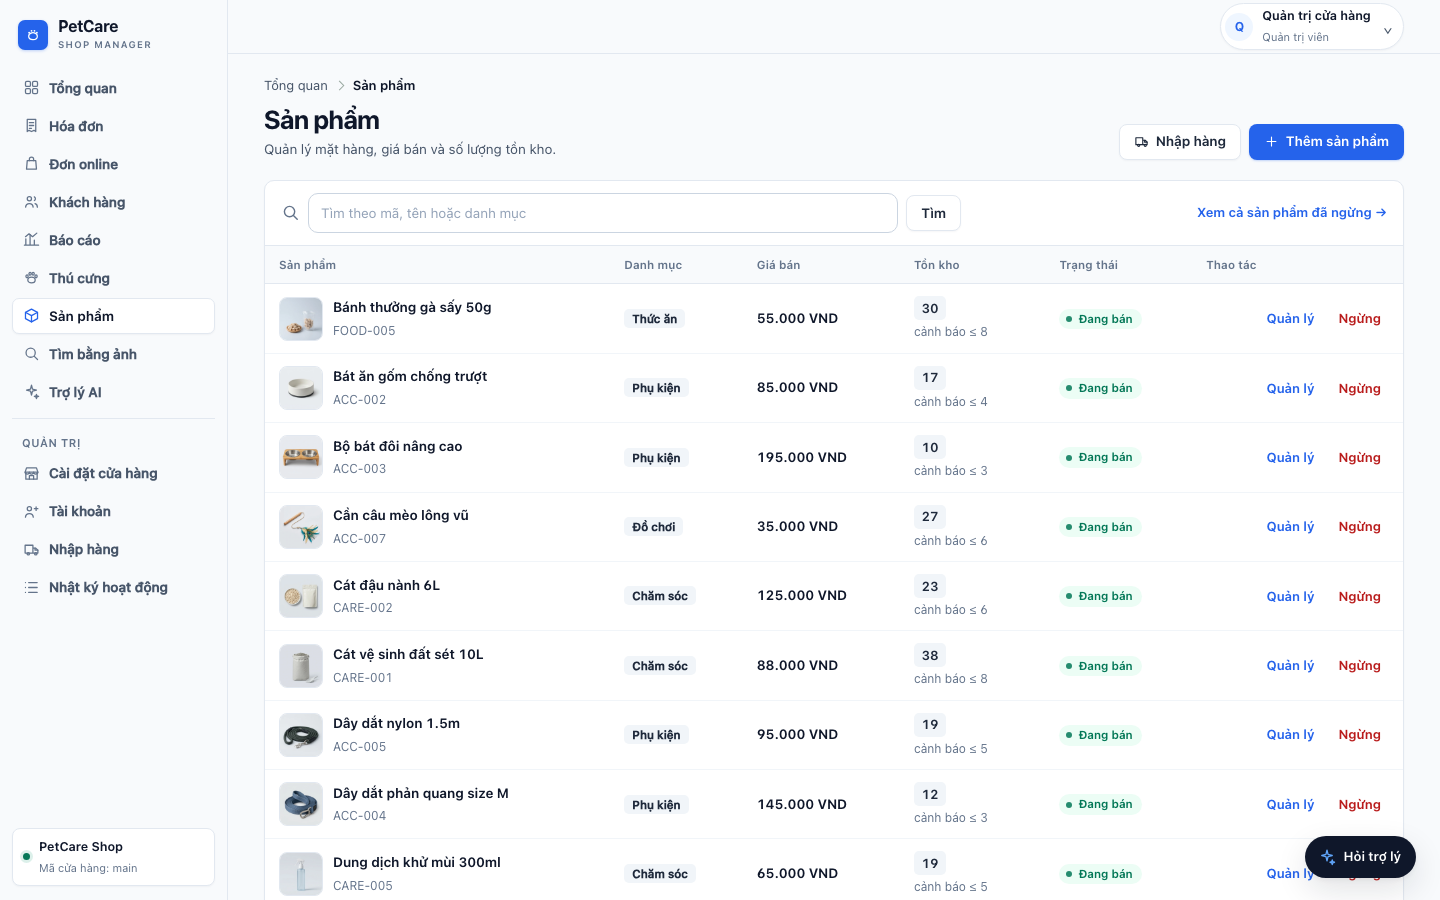 PetCare
SHOP MANAGER
Tổng quan
Hóa đơn
Đơn online
Khách hàng
Báo cáo
Thú cưng
Sản phẩm
Tìm bằng ảnh
Trợ lý AI
QUẢN TRỊ
Cài đặt cửa hàng
Tài khoản
Nhập hàng
Nhật ký hoạt động
PetCare Shop
Mã cửa hàng: main
Q
Quản trị cửa hàng
Quản trị viên
Tổng quan > Sản phẩm
Sản phẩm
Quản lý mặt hàng, giá bán và số lượng tồn kho.
Nhập hàng
+ Thêm sản phẩm
Tìm theo mã, tên hoặc danh mục
Tìm
Xem cả sản phẩm đã ngừng →
Sản phẩm Danh mục Giá bán Tồn kho Trạng thái Thao tác
Bánh thưởng gà sấy 50g
FOOD-005
Thức ăn
55.000 VND
30
cảnh báo ≤ 8
Đang bán
Quản lý
Ngừng
Bát ăn gốm chống trượt
ACC-002
Phụ kiện
85.000 VND
17
cảnh báo ≤ 4
Đang bán
Quản lý
Ngừng
Bộ bát đôi nâng cao
ACC-003
Phụ kiện
195.000 VND
10
cảnh báo ≤ 3
Đang bán
Quản lý
Ngừng
Cần câu mèo lông vũ
ACC-007
Đồ chơi
35.000 VND
27
cảnh báo ≤ 6
Đang bán
Quản lý
Ngừng
Cát đậu nành 6L
CARE-002
Chăm sóc
125.000 VND
23
cảnh báo ≤ 6
Đang bán
Quản lý
Ngừng
Cát vệ sinh đất sét 10L
CARE-001
Chăm sóc
88.000 VND
38
cảnh báo ≤ 8
Đang bán
Quản lý
Ngừng
Dây dắt nylon 1.5m
ACC-005
Phụ kiện
95.000 VND
19
cảnh báo ≤ 5
Đang bán
Quản lý
Ngừng
Dây dắt phản quang size M
ACC-004
Phụ kiện
145.000 VND
12
cảnh báo ≤ 3
Đang bán
Quản lý
Ngừng
Dung dịch khử mùi 300ml
CARE-005
Chăm sóc
65.000 VND
19
cảnh báo ≤ 5
Đang bán
Quản lý
Hỏi trợ lý